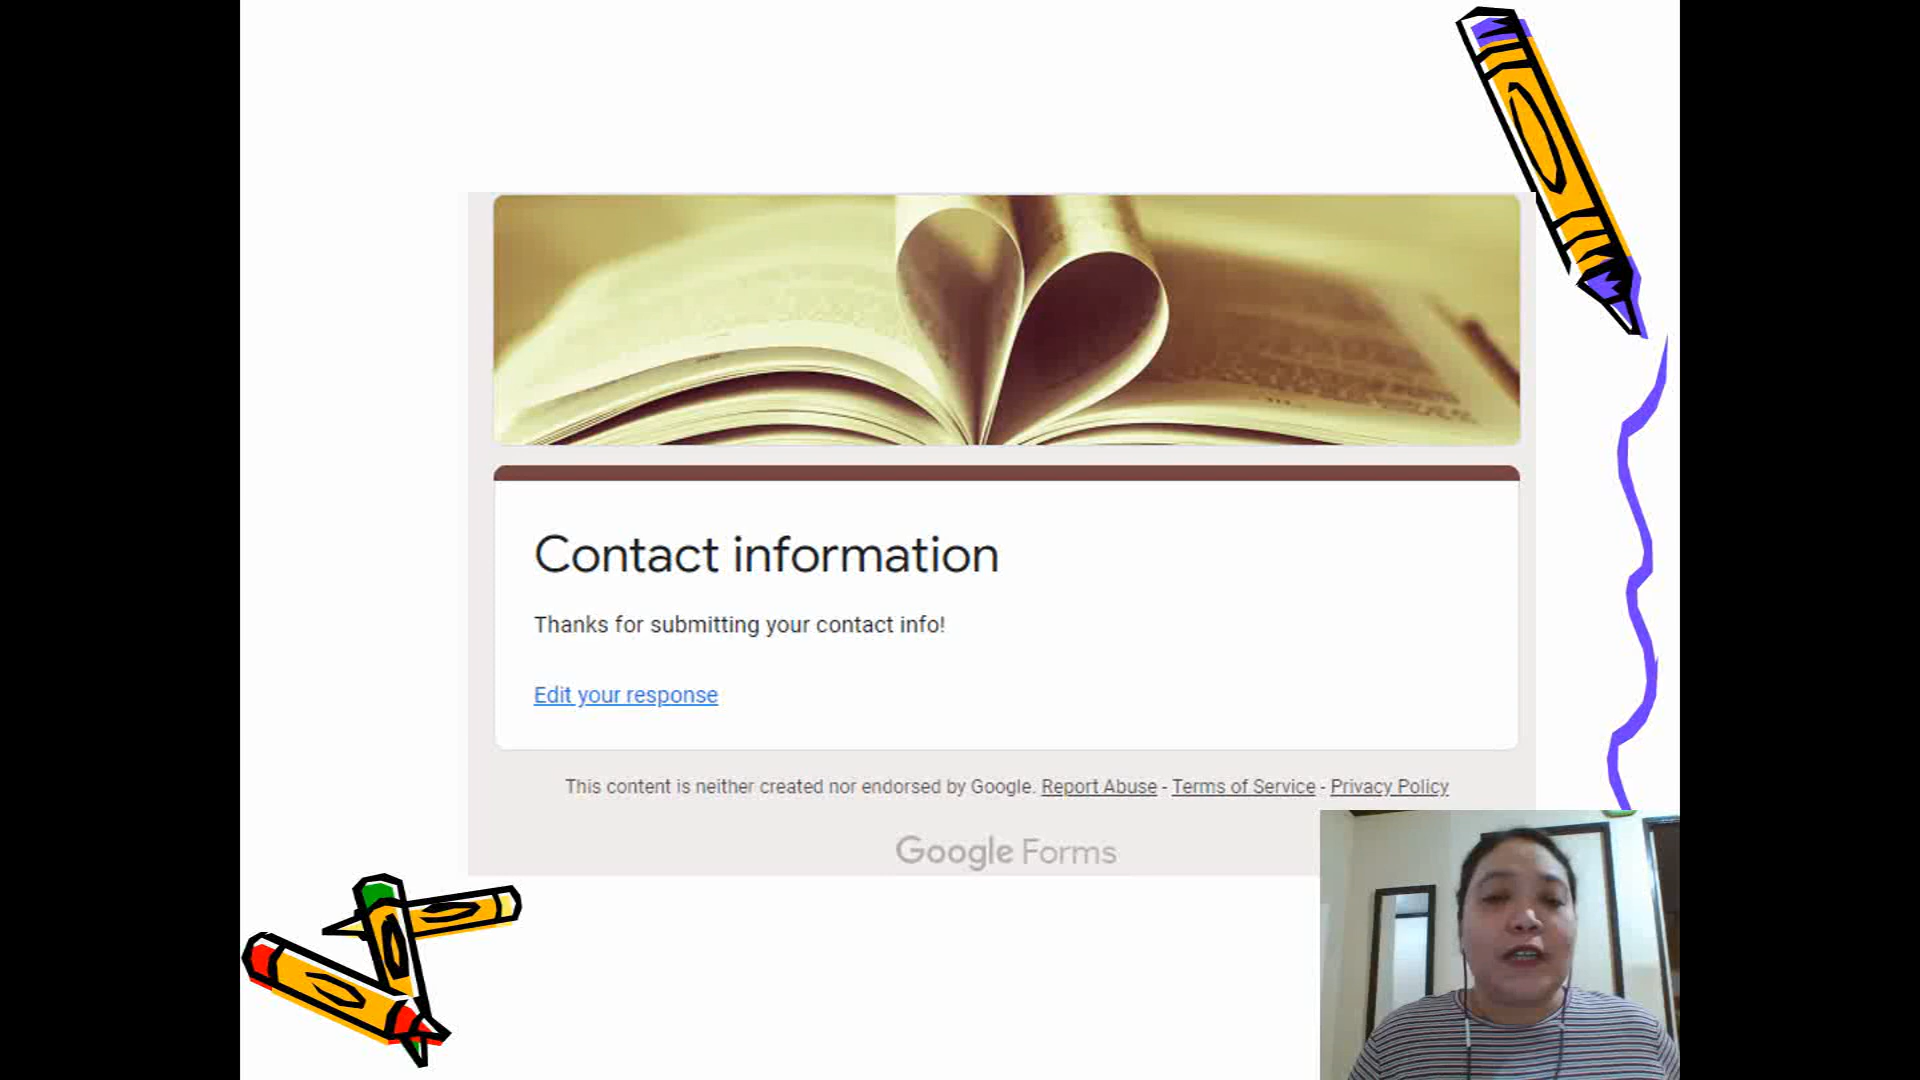 Contact information
Thanks for submitting your contact info!
Edit your response
This content is neither created nor endorsed by Google. Report Abuse - Terms of Service - Privacy Policy
Google Forms